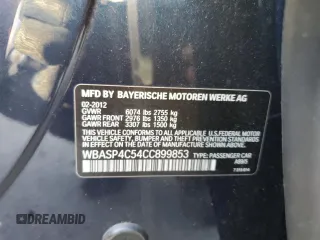 MFD BY BAYERISCHE MOTOREN WERKE AG
02-2012
GVWR 6074 lbs 2755 kg
GAWR FRONT 2976 lbs 1350 kg
GAWR REAR 3307 lbs 1500 kg
THIS VEHICLE CONFORMS TO ALL APPLICABLE
U.S. FEDERAL MOTOR VEHICLE
SAFETY, BUMPER AND THEFT PREVENTION
STANDARDS IN EFFECT ON THE DATE OF
MANUFACTURE SHOWN ABOVE.
WBASP4C54CC899853
TYPE: PASSENGER CAR